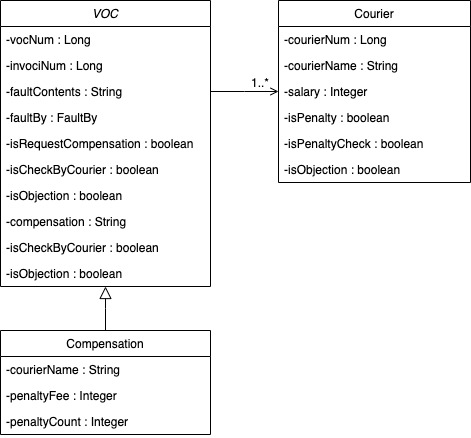 VOC
-vocNum : Long
-invociNum : Long
-faultContents : String
-faultBy : FaultBy
-isRequestCompensation : boolean
-isCheckByCourier : boolean
-isObjection : boolean
-compensation : String
-isCheckByCourier : boolean
-isObjection : boolean
1..*
Courier
-courierNum : Long
-courierName : String
-salary : Integer
-isPenalty : boolean
-isPenaltyCheck : boolean
-isObjection : boolean
Compensation
-courierName : String
-penaltyFee : Integer
-penaltyCount : Integer